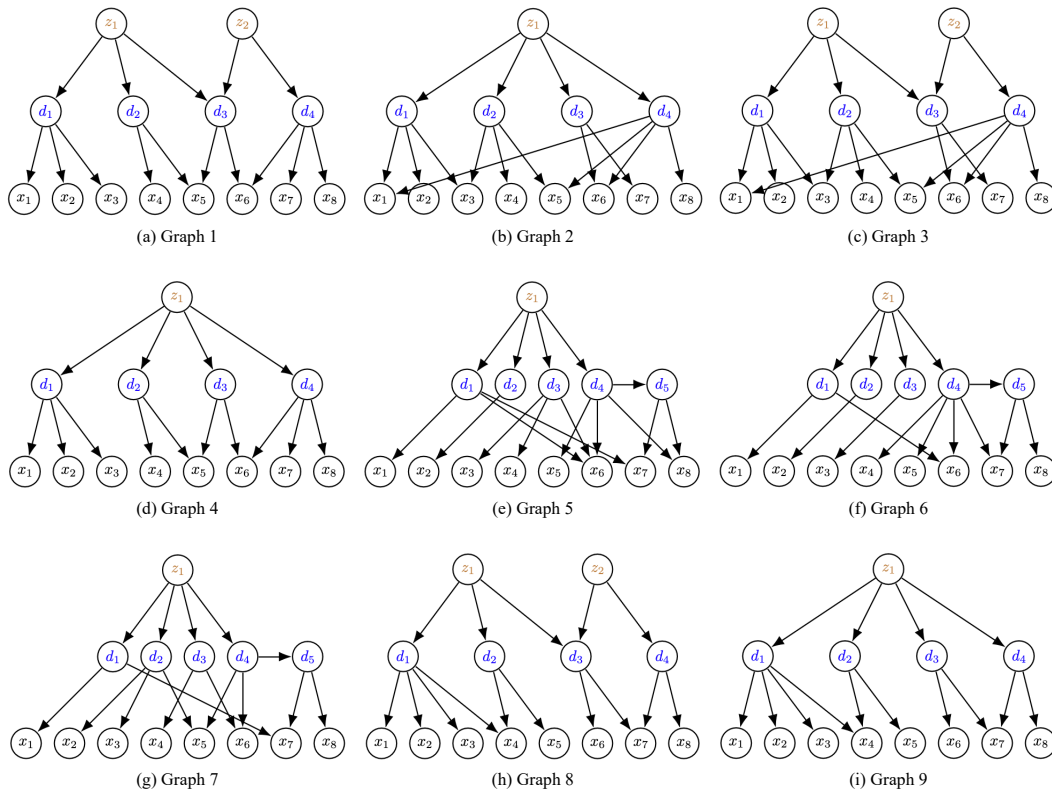 z₁ z₂ z₁ z₁ z₂
d₁ d₂ d₃ d₄ d₁ d₂ d₃ d₄ d₁ d₂ d₃ d₄
x₁ x₂ x₃ x₄ x₅ x₆ x₇ x₈ x₁ x₂ x₃ x₄ x₅ x₆ x₇ x₈ x₁ x₂ x₃ x₄ x₅ x₆ x₇ x₈
(a) Graph 1 (b) Graph 2 (c) Graph 3
z₁ z₁ z₁
d₁ d₂ d₃ d₄ d₁ d₂ d₃ d₄ d₅ d₁ d₂ d₃ d₄ d₅
x₁ x₂ x₃ x₄ x₅ x₆ x₇ x₈ x₁ x₂ x₃ x₄ x₅ x₆ x₇ x₈ x₁ x₂ x₃ x₄ x₅ x₆ x₇ x₈
(d) Graph 4 (e) Graph 5 (f) Graph 6
z₁ z₁ z₂ z₁
d₁ d₂ d₃ d₄ d₅ d₁ d₂ d₃ d₄ d₁ d₂ d₃ d₄
x₁ x₂ x₃ x₄ x₅ x₆ x₇ x₈ x₁ x₂ x₃ x₄ x₅ x₆ x₇ x₈ x₁ x₂ x₃ x₄ x₅ x₆ x₇ x₈
(g) Graph 7 (h) Graph 8 (i) Graph 9